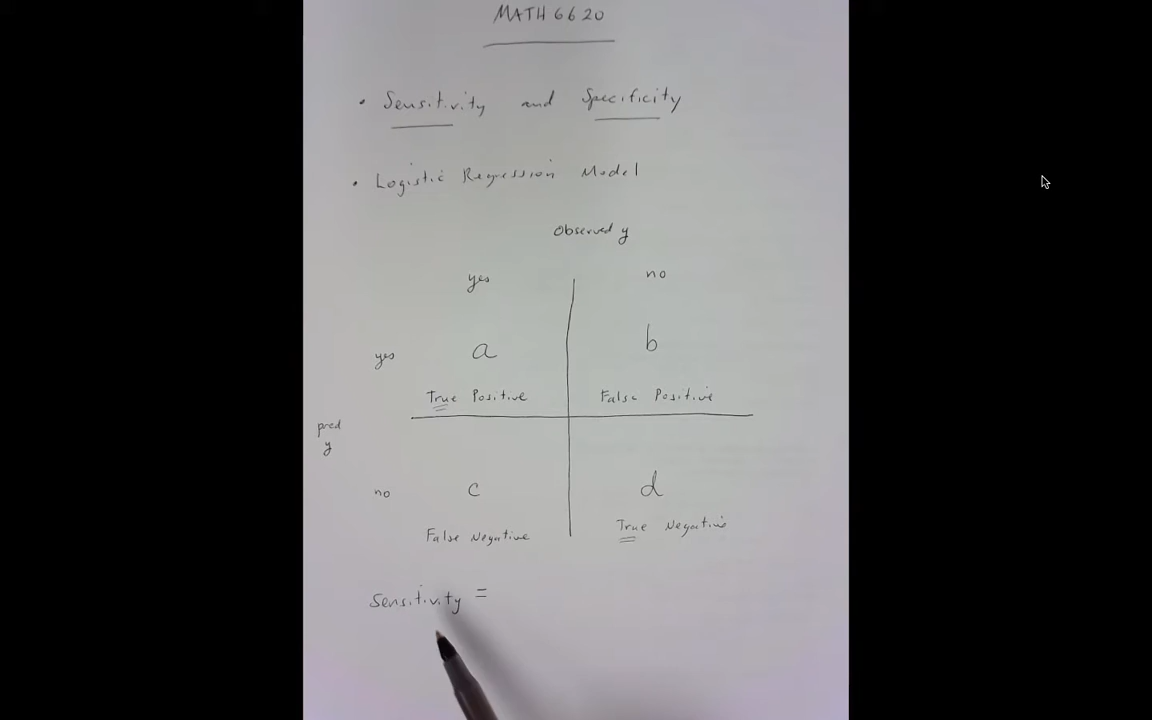 MATH 6620
• Sensitivity and Specificity
• Logistic Regression Model
Observed y
yes no
yes a b
True Positive False Positive
pred
y
no c d
False Negative True Negative
Sensitivity =